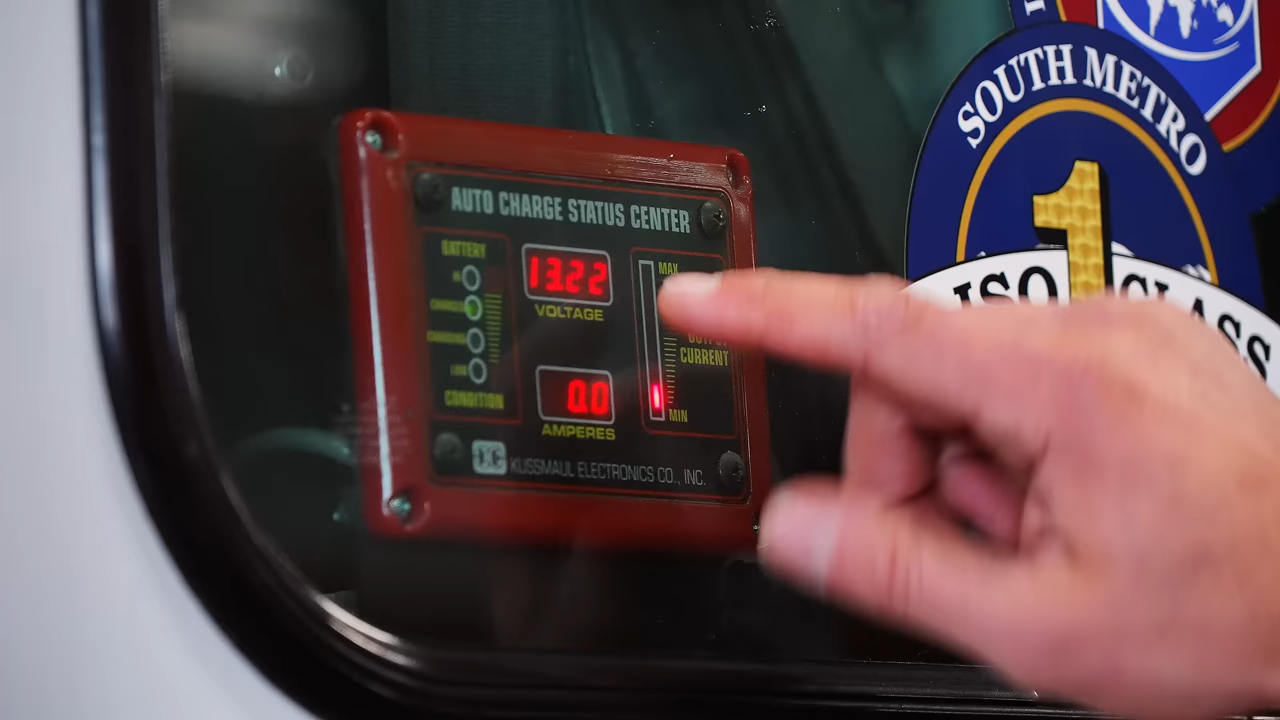 AUTO CHARGE STATUS CENTER
BATTERY
CHARGED
CHARGING
LOW
CONDITION
13.22
VOLTAGE
0.0
AMPERES
MAX
OUTPUT
CURRENT
MIN
KUSSMAUL ELECTRONICS CO., INC.
SOUTH METRO
1
ISO CLASS